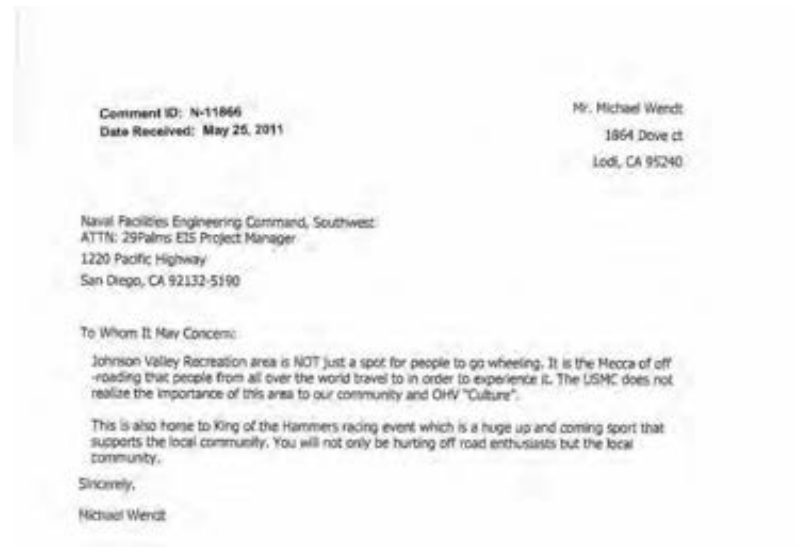 Comment ID: N-11866
Date Received: May 25, 2011
Mr. Michael Wendt
1864 Dove ct
Lodi, CA 95240
Naval Facilities Engineering Command, Southwest
ATTN: 29Palms EIS Project Manager
1220 Pacific Highway
San Diego, CA 92132-5190
To Whom It May Concern:
Johnson Valley Recreation area is NOT just a spot for people to go wheeling. It is the Mecca of off
-roading that people from all over the world travel to in order to experience it. The USMC does not
realize the importance of this area to our community and OHV "Culture".
This is also home to King of the Hammers racing event which is a huge up and coming sport that
supports the local community. You will not only be hurting off road enthusiasts but the local
community.
Sincerely,
Michael Wendt